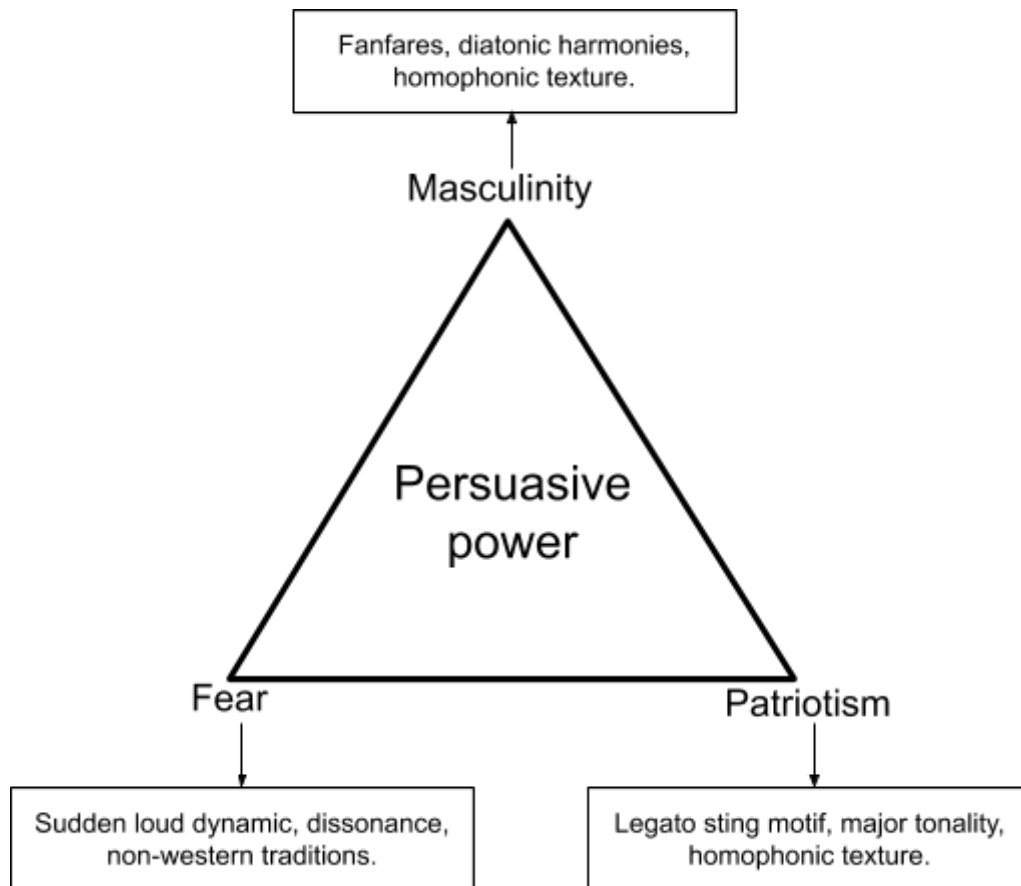 Fanfares, diatonic harmonies,
homophonic texture.
Masculinity
Persuasive
power
Fear
Patriotism
Sudden loud dynamic, dissonance,
non-western traditions.
Legato sting motif, major tonality,
homophonic texture.